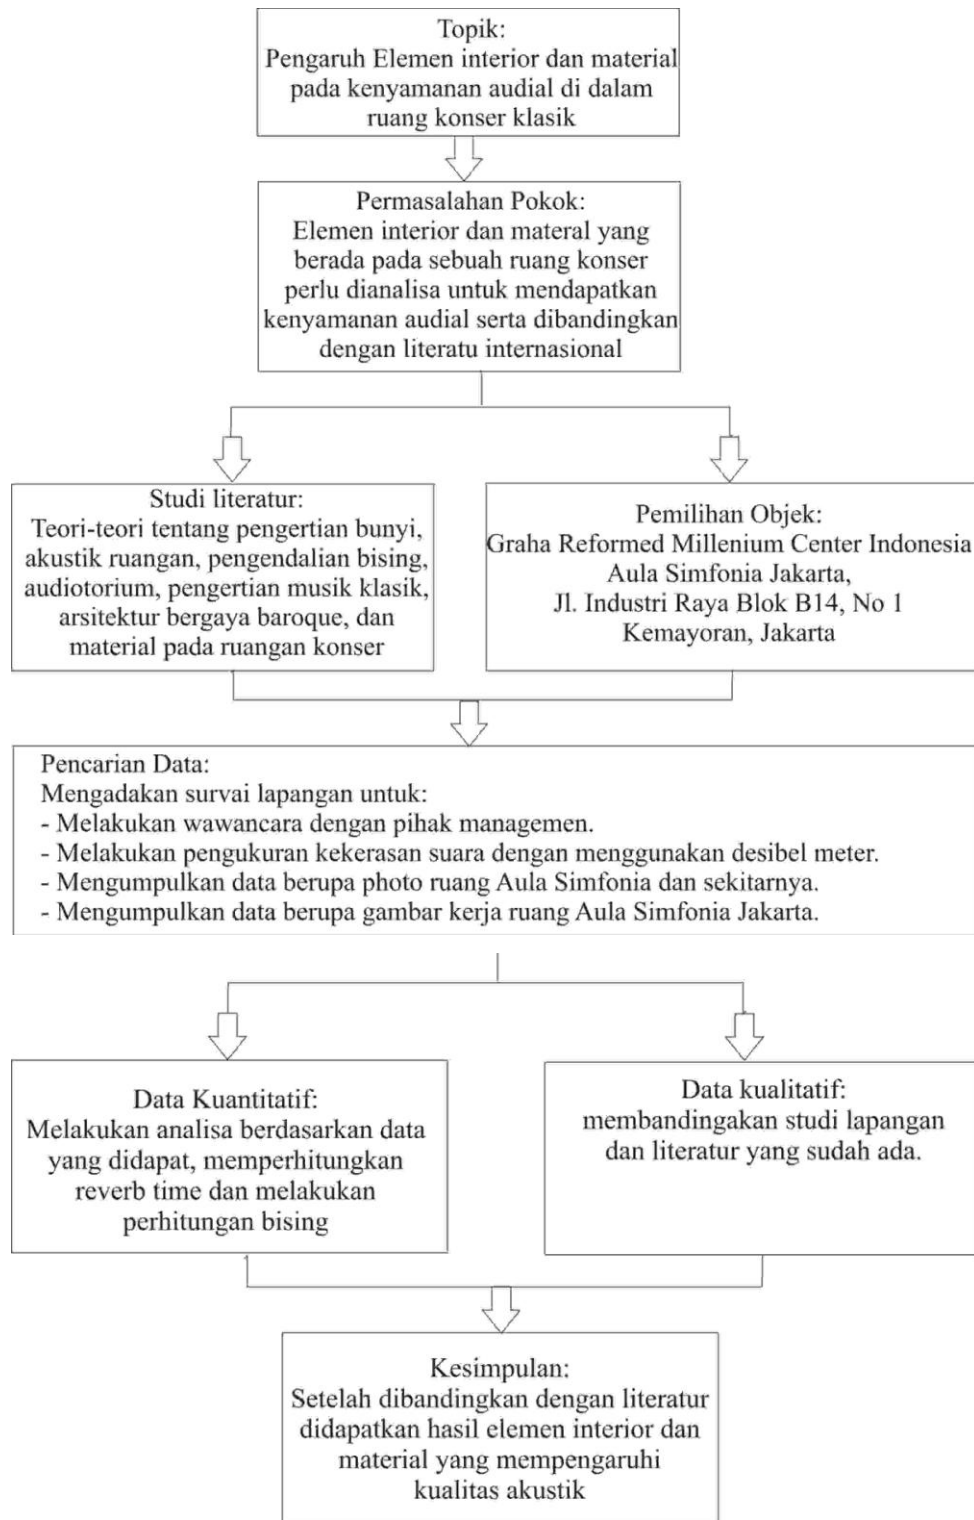 Topik:
Pengaruh Elemen interior dan material
pada kenyamanan audial di dalam
ruang konser klasik
Permasalahan Pokok:
Elemen interior dan materal yang
berada pada sebuah ruang konser
perlu dianalisa untuk mendapatkan
kenyamanan audial serta dibandingkan
dengan literatu internasional
Studi literatur:
Teori-teori tentang pengertian bunyi,
akustik ruangan, pengendalian bising,
audiotorium, pengertian musik klasik,
arsitektur bergaya baroque, dan
material pada ruangan konser
Pemilihan Objek:
Graha Reformed Millenium Center Indonesia
Aula Simfonia Jakarta,
Jl. Industri Raya Blok B14, No 1
Kemayoran, Jakarta
Pencarian Data:
Mengadakan survai lapangan untuk:
- Melakukan wawancara dengan pihak managemen.
- Melakukan pengukuran kekerasan suara dengan menggunakan desibel meter.
- Mengumpulkan data berupa photo ruang Aula Simfonia dan sekitarnya.
- Mengumpulkan data berupa gambar kerja ruang Aula Simfonia Jakarta.
Data Kuantitatif:
Melakukan analisa berdasarkan data
yang didapat, memperhitungkan
reverb time dan melakukan
perhitungan bising
Data kualitatif:
membandingakan studi lapangan
dan literatur yang sudah ada.
Kesimpulan:
Setelah dibandingkan dengan literatur
didapatkan hasil elemen interior dan
material yang mempengaruhi
kualitas akustik